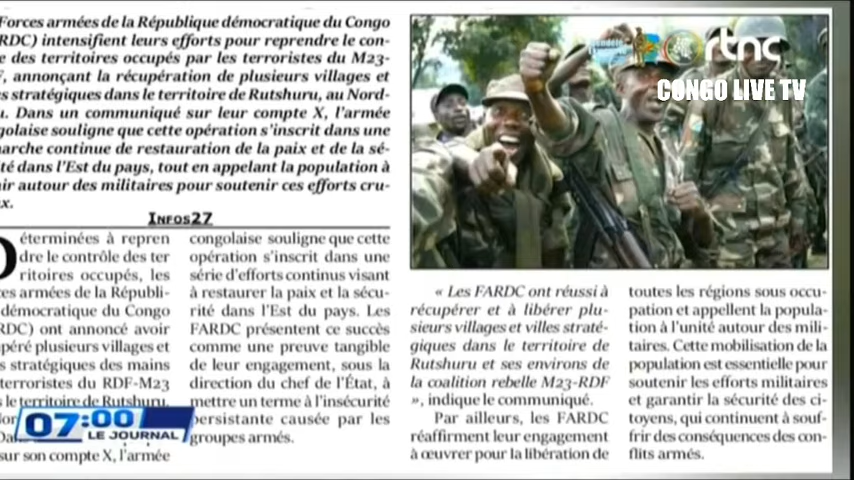 Forces armées de la République démocratique du Congo
RDC) intensifient leurs efforts pour reprendre le con-
e des territoires occupés par les terroristes du M23-
F, annonçant la récupération de plusieurs villages et
s stratégiques dans le territoire de Rutshuru, au Nord-
u. Dans un communiqué sur leur compte X, l'armée
golaise souligne que cette opération s'inscrit dans une
marche continue de restauration de la paix et de la sé-
ité dans l'Est du pays, tout en appelant la population à
ir autour des militaires pour soutenir ces efforts cru-
x.
INFOS27
Déterminées à repren
dre le contrôle des ter
ritoires occupés, les
ces armées de la Républi-
démocratique du Congo
RDC) ont annoncé avoir
péré plusieurs villages et
s stratégiques des mains
terroristes du RDF-M23
s le territoire de Rutshuru,
sur son compte X, l'armée
congolaise souligne que cette
opération s'inscrit dans une
série d'efforts continus visant
à restaurer la paix et la sécu-
rité dans l'Est du pays. Les
FARDC présentent ce succès
comme une preuve tangible
de leur engagement, sous la
direction du chef de l'État, à
mettre un terme à l'insécurité
persistante causée par les
groupes armés.
« Les FARDC ont réussi à
récupérer et à libérer plu-
sieurs villages et villes straté-
giques dans le territoire de
Rutshuru et ses environs de
la coalition rebelle M23-RDF
», indique le communiqué.
Par ailleurs, les FARDC
réaffirment leur engagement
à œuvrer pour la libération de
toutes les régions sous occu-
pation et appellent la popula-
tion à l'unité autour des mili-
taires. Cette mobilisation de la
population est essentielle pour
soutenir les efforts militaires
et garantir la sécurité des ci-
toyens, qui continuent à souf-
frir des conséquences des con-
flits armés.
rtnc
CONGO LIVE TV
07:00
LE JOURNAL